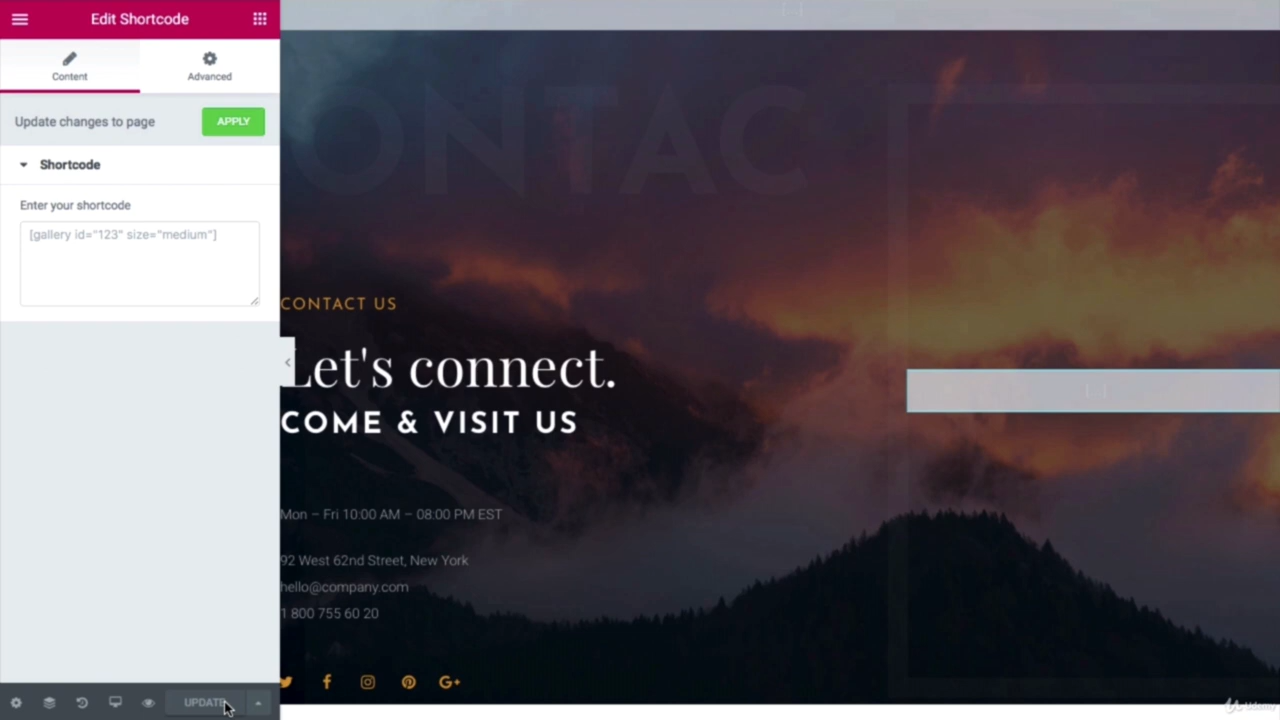 Edit Shortcode
Content
Advanced
Update changes to page
APPLY
Shortcode
Enter your shortcode
[gallery id="123" size="medium"]
UPDATE
ONTAC
CONTACT US
Let's connect.
COME & VISIT US
Mon – Fri 10:00 AM – 08:00 PM EST
92 West 62nd Street, New York
hello@company.com
1 800 755 60 20
Udemy